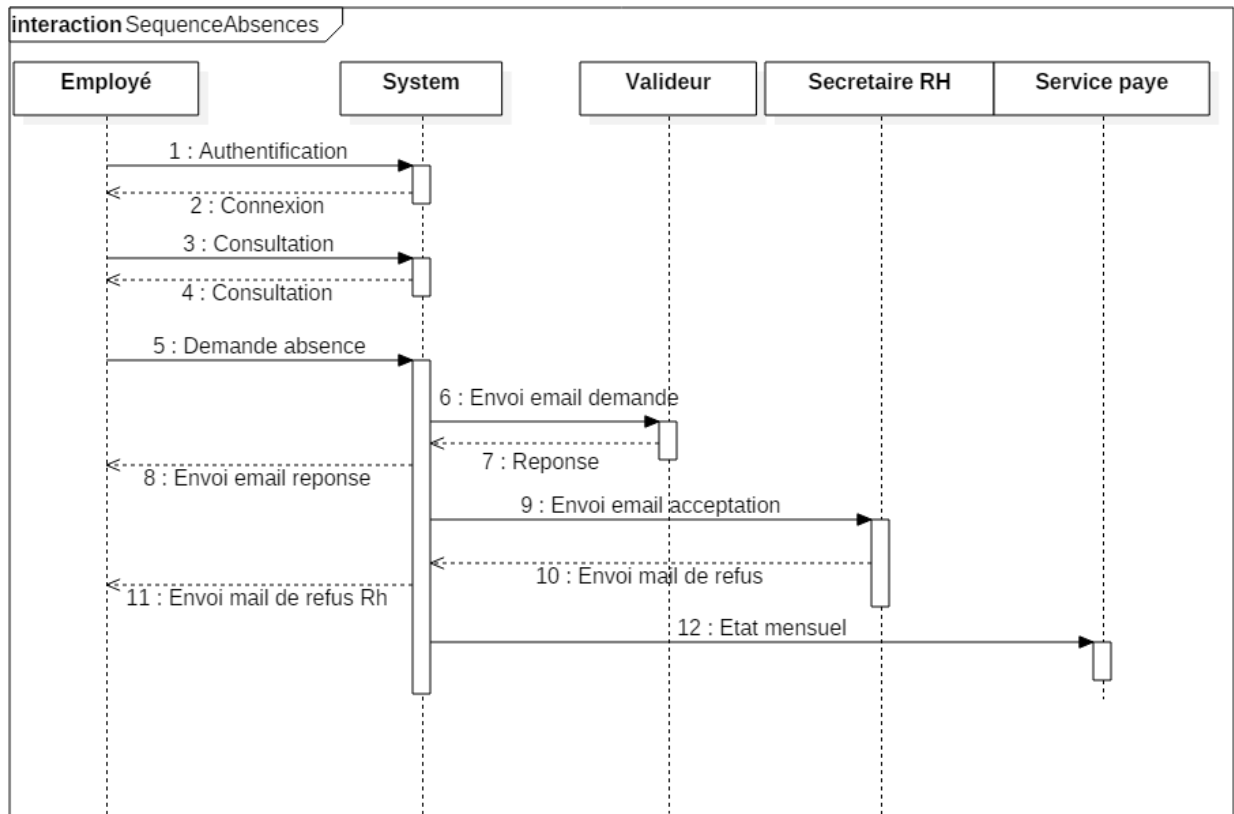 interaction SequenceAbsences
Employé
System
Valideur
Secretaire RH
Service paye
1 : Authentification
2 : Connexion
3 : Consultation
4 : Consultation
5 : Demande absence
6 : Envoi email demande
7 : Reponse
8 : Envoi email reponse
9 : Envoi email acceptation
10 : Envoi mail de refus
11 : Envoi mail de refus Rh
12 : Etat mensuel